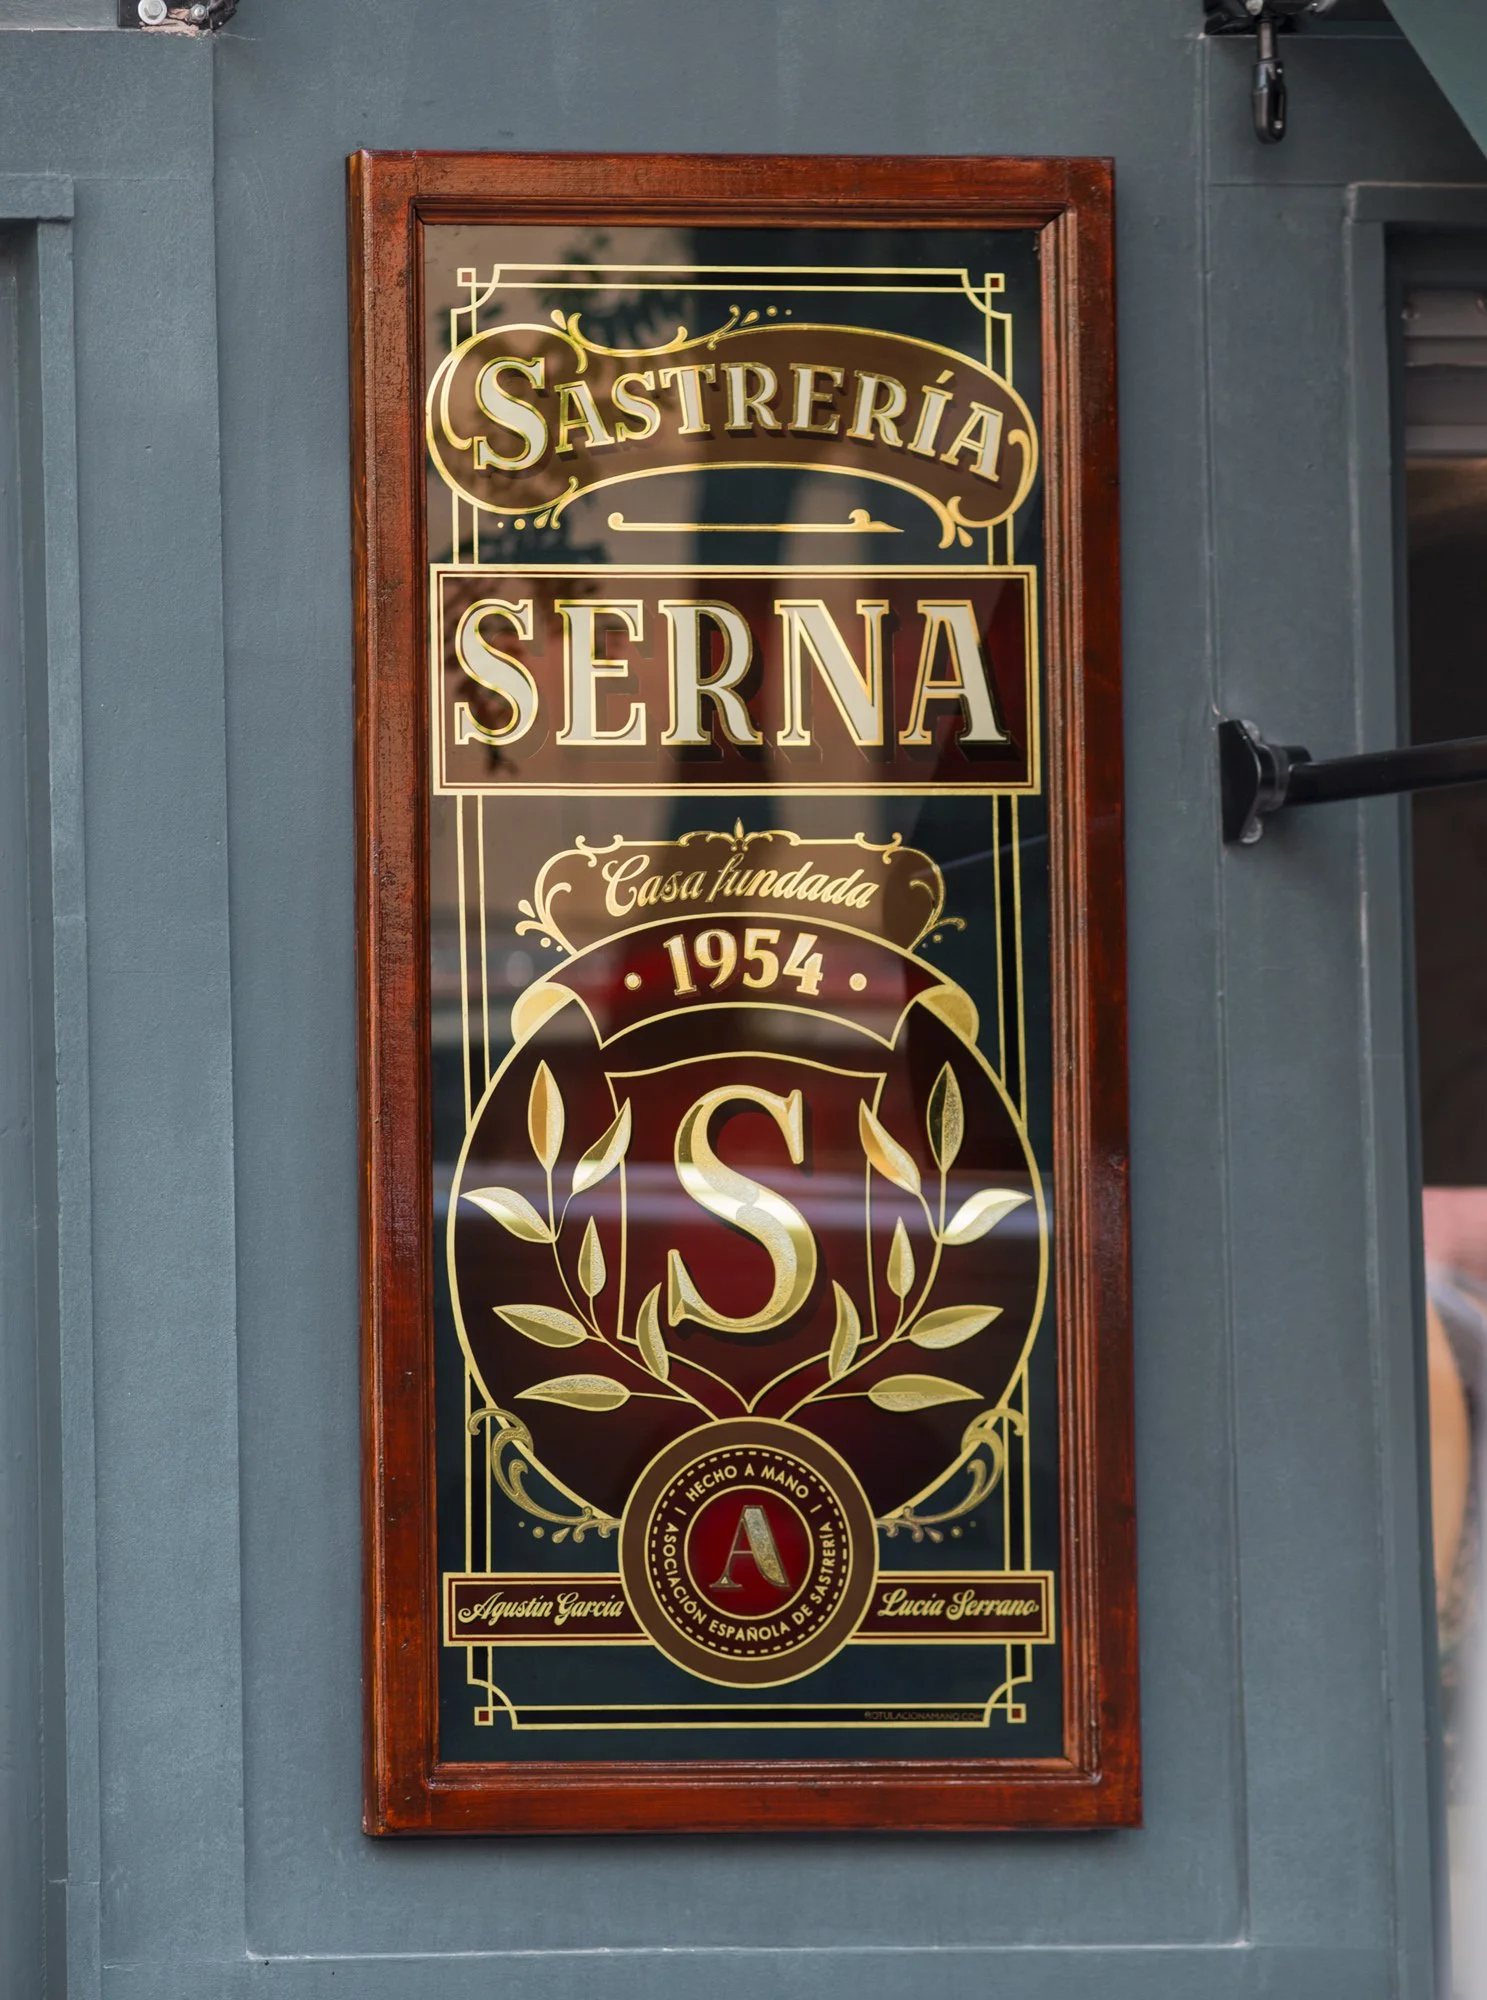 SASTRERÍA
SERNA
Casa fundada
· 1954 ·
S
HECHO A MANO
A
ASOCIACIÓN ESPAÑOLA DE SASTRERÍA
Agustín García
Lucía Serrano
ROTULACIONAMANO.COM